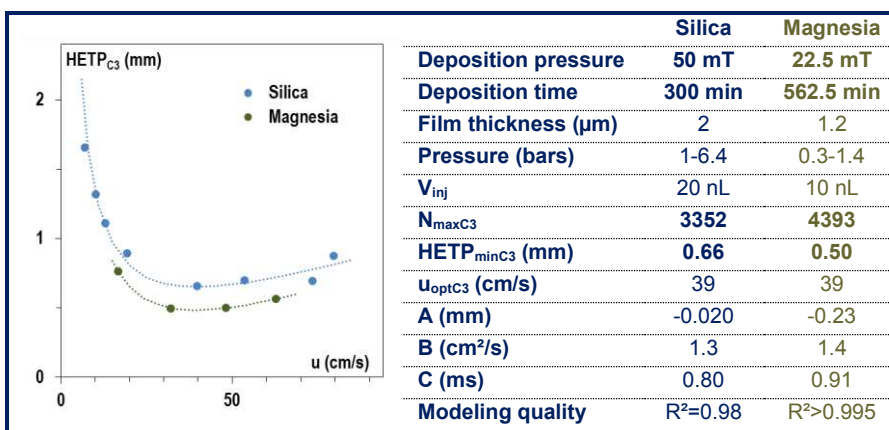 HETPC3 (mm)
2
Silica
Magnesia
1
u (cm/s)
0
0 50
Silica Magnesia
Deposition pressure 50 mT 22.5 mT
Deposition time 300 min 562.5 min
Film thickness (µm) 2 1.2
Pressure (bars) 1-6.4 0.3-1.4
Vinj 20 nL 10 nL
NmaxC3 3352 4393
HETPminC3 (mm) 0.66 0.50
uoptC3 (cm/s) 39 39
A (mm) -0.020 -0.23
B (cm²/s) 1.3 1.4
C (ms) 0.80 0.91
Modeling quality R²=0.98 R²>0.995